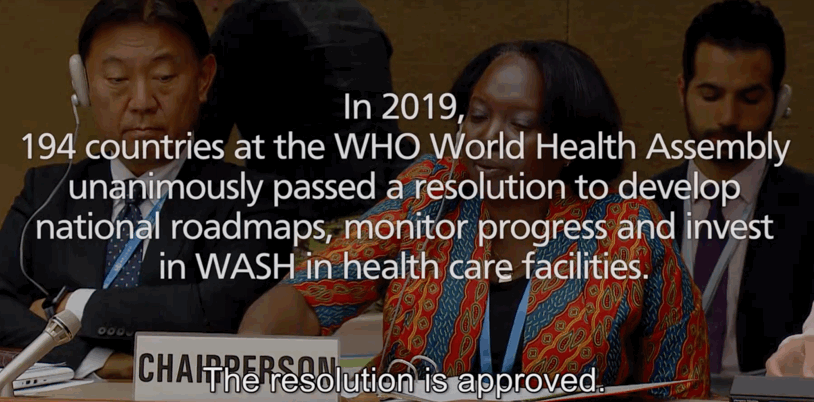 In 2019,
194 countries at the WHO World Health Assembly
unanimously passed a resolution to develop
national roadmaps, monitor progress and invest
in WASH in health care facilities.
CHAIRPERSON
The resolution is approved.